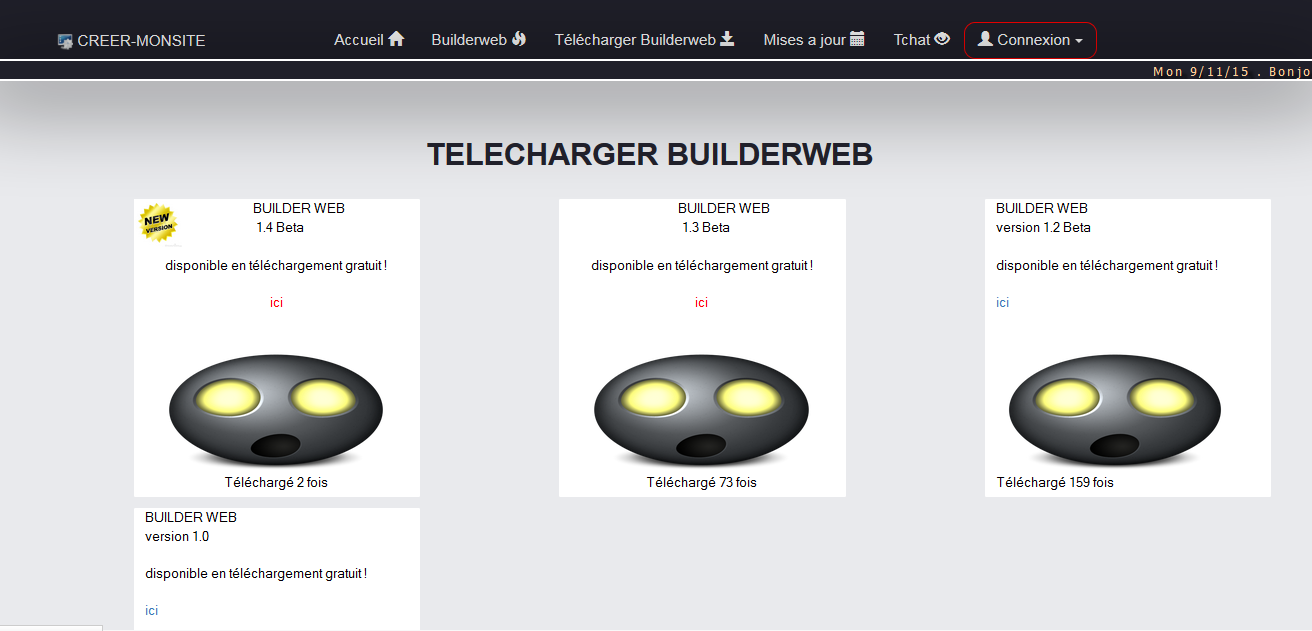 CREER-MONSITE
Accueil
Builderweb
Télécharger Builderweb
Mises a jour
Tchat
Connexion
Mon 9/11/15 . Bonjo
TELECHARGER BUILDERWEB
NEW
VERSION
BUILDER WEB
1.4 Beta
disponible en téléchargement gratuit !
ici
Téléchargé 2 fois
BUILDER WEB
1.3 Beta
disponible en téléchargement gratuit !
ici
Téléchargé 73 fois
BUILDER WEB
version 1.2 Beta
disponible en téléchargement gratuit !
ici
Téléchargé 159 fois
BUILDER WEB
version 1.0
disponible en téléchargement gratuit !
ici